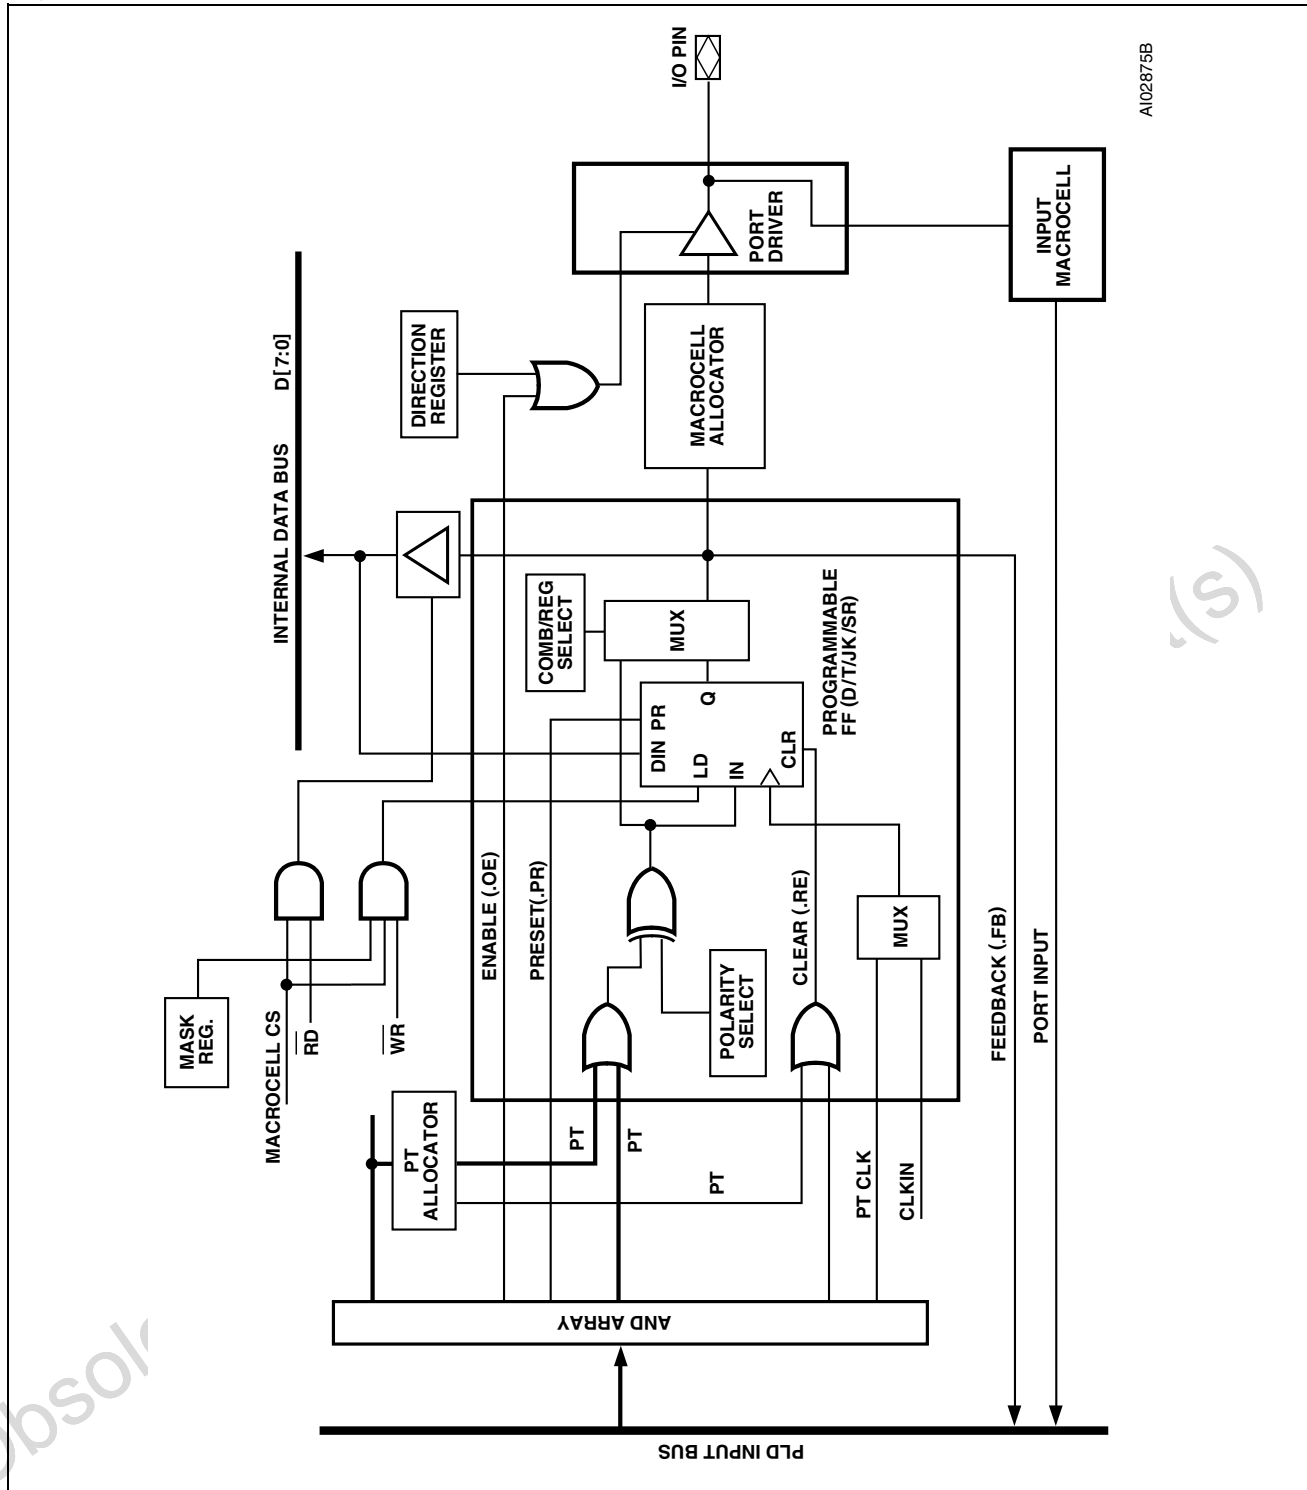 AI02875B
I/O PIN
PORT
DRIVER
INPUT
MACROCELL
INTERNAL DATA BUS D[7:0]
DIRECTION
REGISTER
MACROCELL
ALLOCATOR
COMB/REG
SELECT
MUX
PROGRAMMABLE
FF (D/T/JK/SR)
DIN PR
LD
Q
IN
CLR
ENABLE (.OE)
PRESET(.PR)
CLEAR (.RE)
MUX
FEEDBACK (.FB)
PORT INPUT
POLARITY
SELECT
MASK
REG.
MACROCELL CS
RD
WR
PT
ALLOCATOR
PT
PT
PT
PT CLK
CLKIN
AND ARRAY
PLD INPUT BUS
(s)